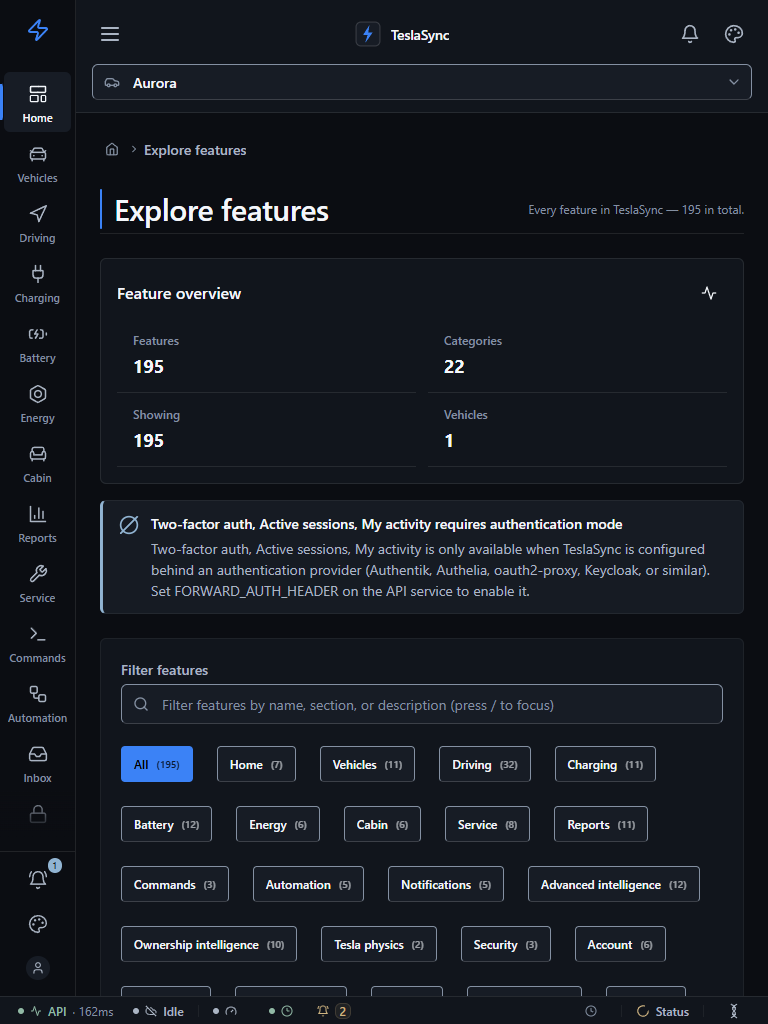 TeslaSync
Aurora
Home
Vehicles
Driving
Charging
Battery
Energy
Cabin
Reports
Service
Commands
Automation
Inbox
1
Explore features
Explore features
Every feature in TeslaSync — 195 in total.
Feature overview
Features
195
Categories
22
Showing
195
Vehicles
1
Two-factor auth, Active sessions, My activity requires authentication mode
Two-factor auth, Active sessions, My activity is only available when TeslaSync is configured
behind an authentication provider (Authentik, Authelia, oauth2-proxy, Keycloak, or similar).
Set FORWARD_AUTH_HEADER on the API service to enable it.
Filter features
Filter features by name, section, or description (press / to focus)
All (195) Home (7) Vehicles (11) Driving (32) Charging (11)
Battery (12) Energy (6) Cabin (6) Service (8) Reports (11)
Commands (3) Automation (5) Notifications (5) Advanced intelligence (12)
Ownership intelligence (10) Tesla physics (2) Security (3) Account (6)
API · 162ms Idle 2 Status